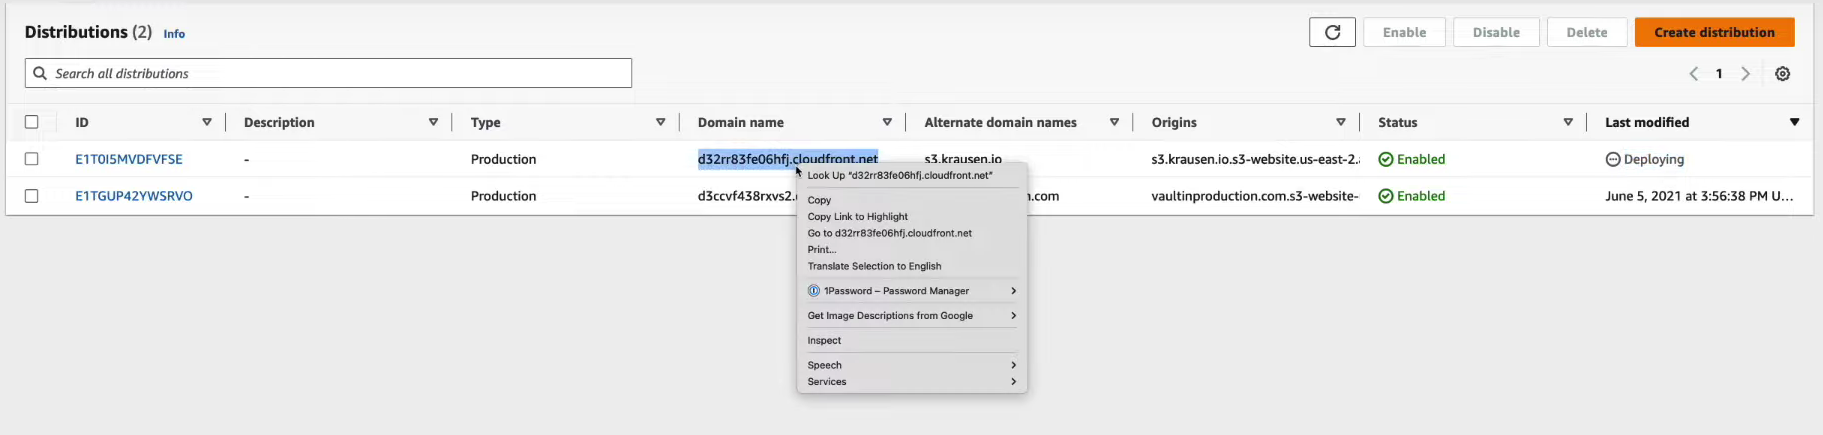 Distributions (2) Info
Enable Disable Delete Create distribution
Search all distributions
1
ID Description Type Domain name Alternate domain names Origins Status Last modified
E1T0I5MVDFVFSE - Production d32rr83fe06hfj.cloudfront.net s3.krausen.io s3.krausen.io.s3-website.us-east-2.a Enabled Deploying
E1TGUP42YWSRVO - Production d3ccvf438rxvs2. n.com vaultinproduction.com.s3-website- Enabled June 5, 2021 at 3:56:38 PM U...
Look Up “d32rr83fe06hfj.cloudfront.net”
Copy
Copy Link to Highlight
Go to d32rr83fe06hfj.cloudfront.net
Print...
Translate Selection to English
1Password – Password Manager
Get Image Descriptions from Google
Inspect
Speech
Services